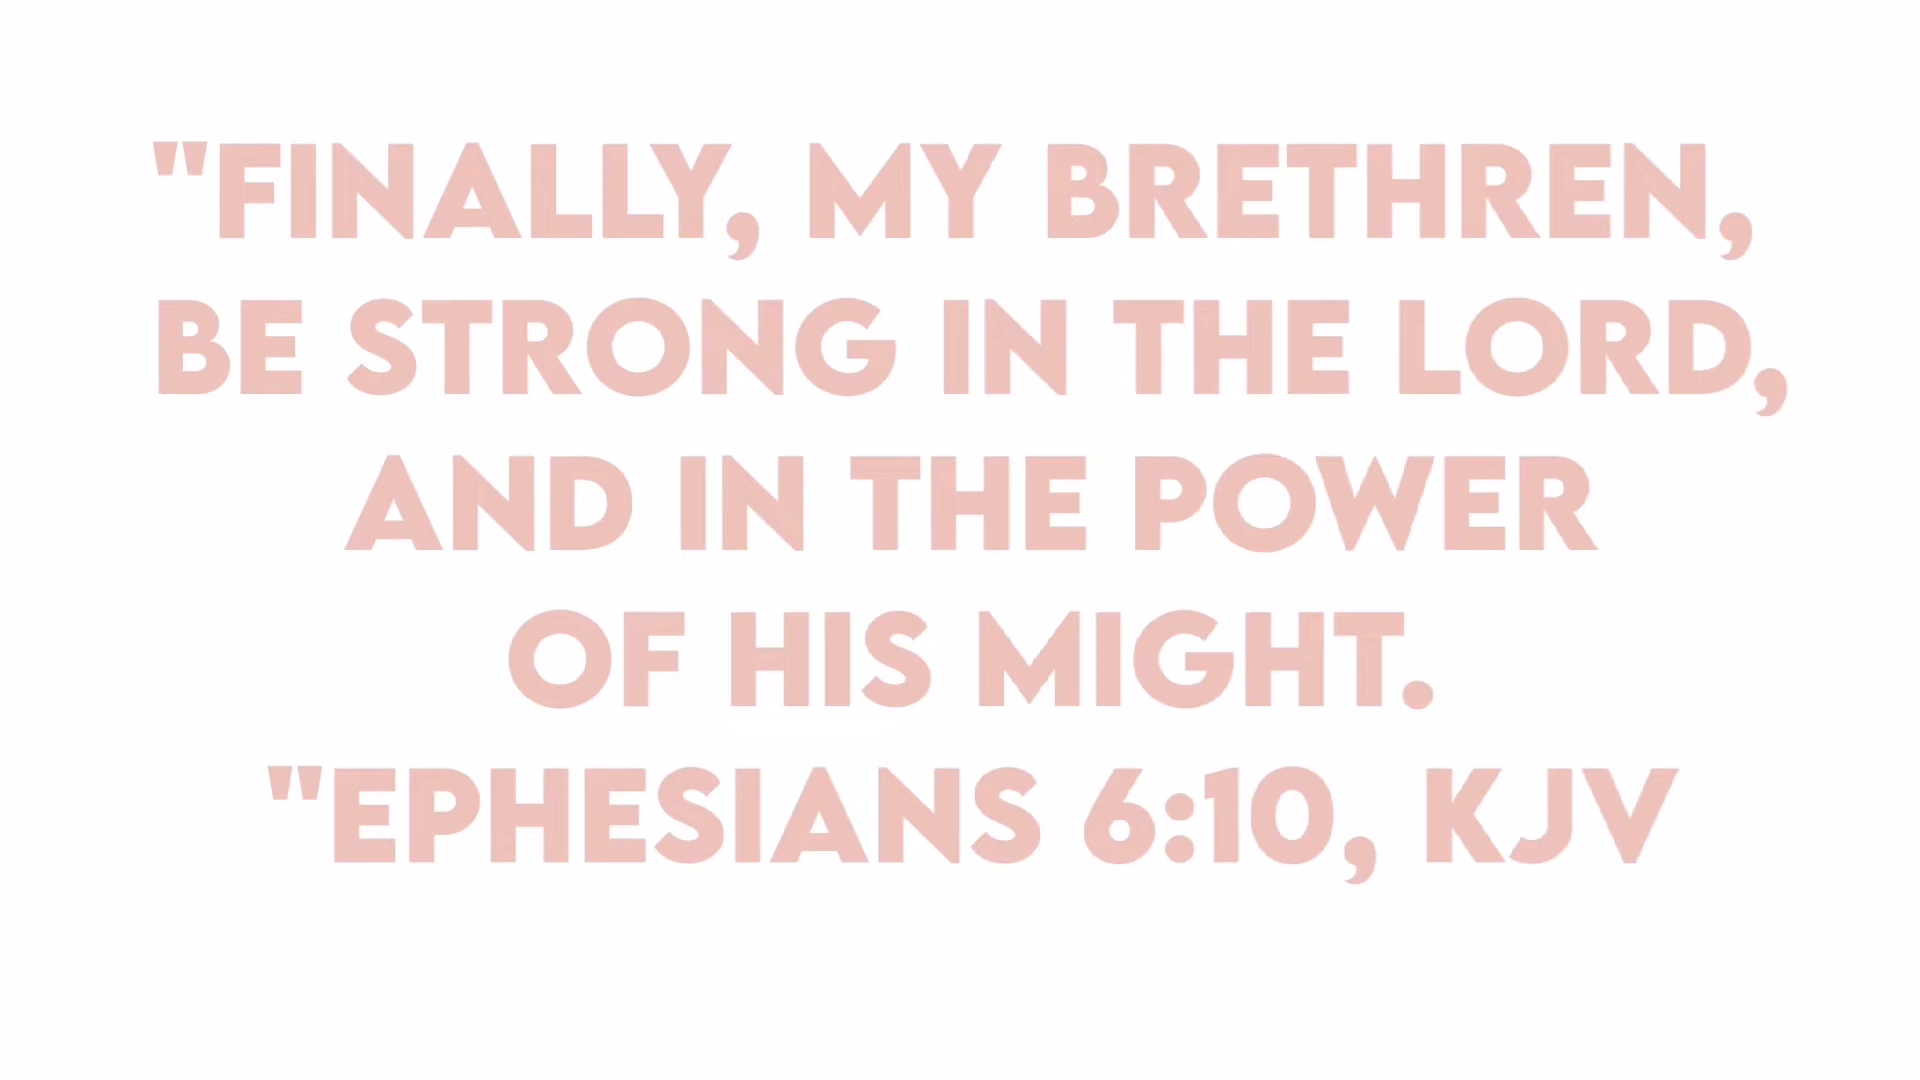 "FINALLY, MY BRETHREN,
BE STRONG IN THE LORD,
AND IN THE POWER
OF HIS MIGHT.
"EPHESIANS 6:10, KJV